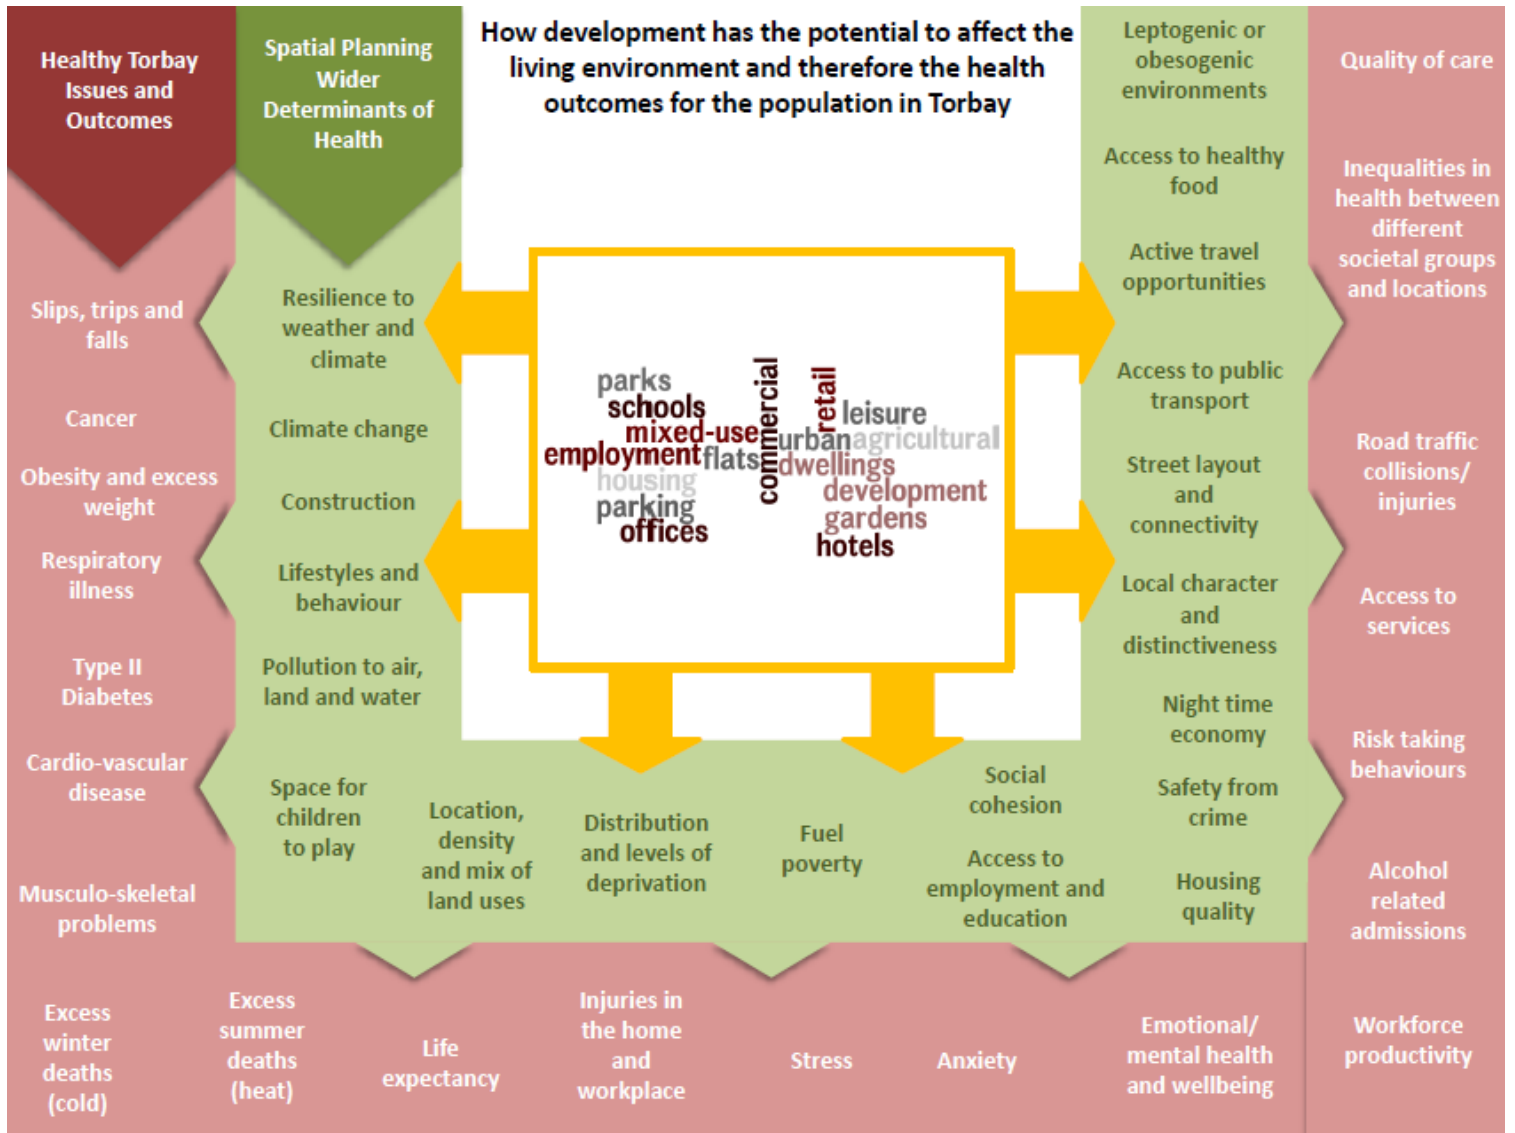 Healthy Torbay
Issues and
Outcomes
Spatial Planning
Wider
Determinants of
Health
How development has the potential to affect the
living environment and therefore the health
outcomes for the population in Torbay
Leptogenic or
obesogenic
environments
Access to healthy
food
Active travel
opportunities
Access to public
transport
Street layout
and
connectivity
Local character
and
distinctiveness
Night time
economy
Safety from
crime
Housing
quality
Quality of care
Inequalities in
health between
different
societal groups
and locations
Road traffic
collisions/
injuries
Access to
services
Risk taking
behaviours
Alcohol
related
admissions
Workforce
productivity
Slips, trips and
falls
Cancer
Obesity and excess
weight
Respiratory
illness
Type II
Diabetes
Cardio-vascular
disease
Musculo-skeletal
problems
Resilience to
weather and
climate
Climate change
Construction
Lifestyles and
behaviour
Pollution to air,
land and water
Space for
children
to play
parks
schools
mixed-use
employment
flats
housing
parking
offices
commercial
retail
leisure
urban
agricultural
dwellings
development
gardens
hotels
Location,
density
and mix of
land uses
Distribution
and levels of
deprivation
Fuel
poverty
Social
cohesion
Access to
employment and
education
Excess
winter
deaths
(cold)
Excess
summer
deaths
(heat)
Life
expectancy
Injuries in
the home
and
workplace
Stress
Anxiety
Emotional/
mental health
and wellbeing